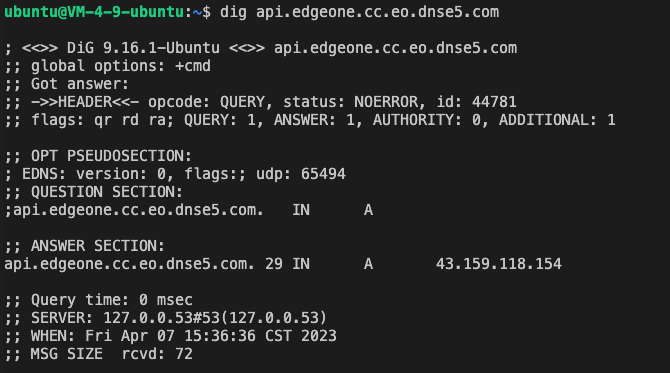 ubuntu@VM-4-9-ubuntu:~$ dig api.edgeone.cc.eo.dnse5.com
; <<>> DiG 9.16.1-Ubuntu <<>> api.edgeone.cc.eo.dnse5.com
;; global options: +cmd
;; Got answer:
;; ->>HEADER<<- opcode: QUERY, status: NOERROR, id: 44781
;; flags: qr rd ra; QUERY: 1, ANSWER: 1, AUTHORITY: 0, ADDITIONAL: 1
;; OPT PSEUDOSECTION:
; EDNS: version: 0, flags:; udp: 65494
;; QUESTION SECTION:
;api.edgeone.cc.eo.dnse5.com. IN A
;; ANSWER SECTION:
api.edgeone.cc.eo.dnse5.com. 29 IN A 43.159.118.154
;; Query time: 0 msec
;; SERVER: 127.0.0.53#53(127.0.0.53)
;; WHEN: Fri Apr 07 15:36:36 CST 2023
;; MSG SIZE rcvd: 72